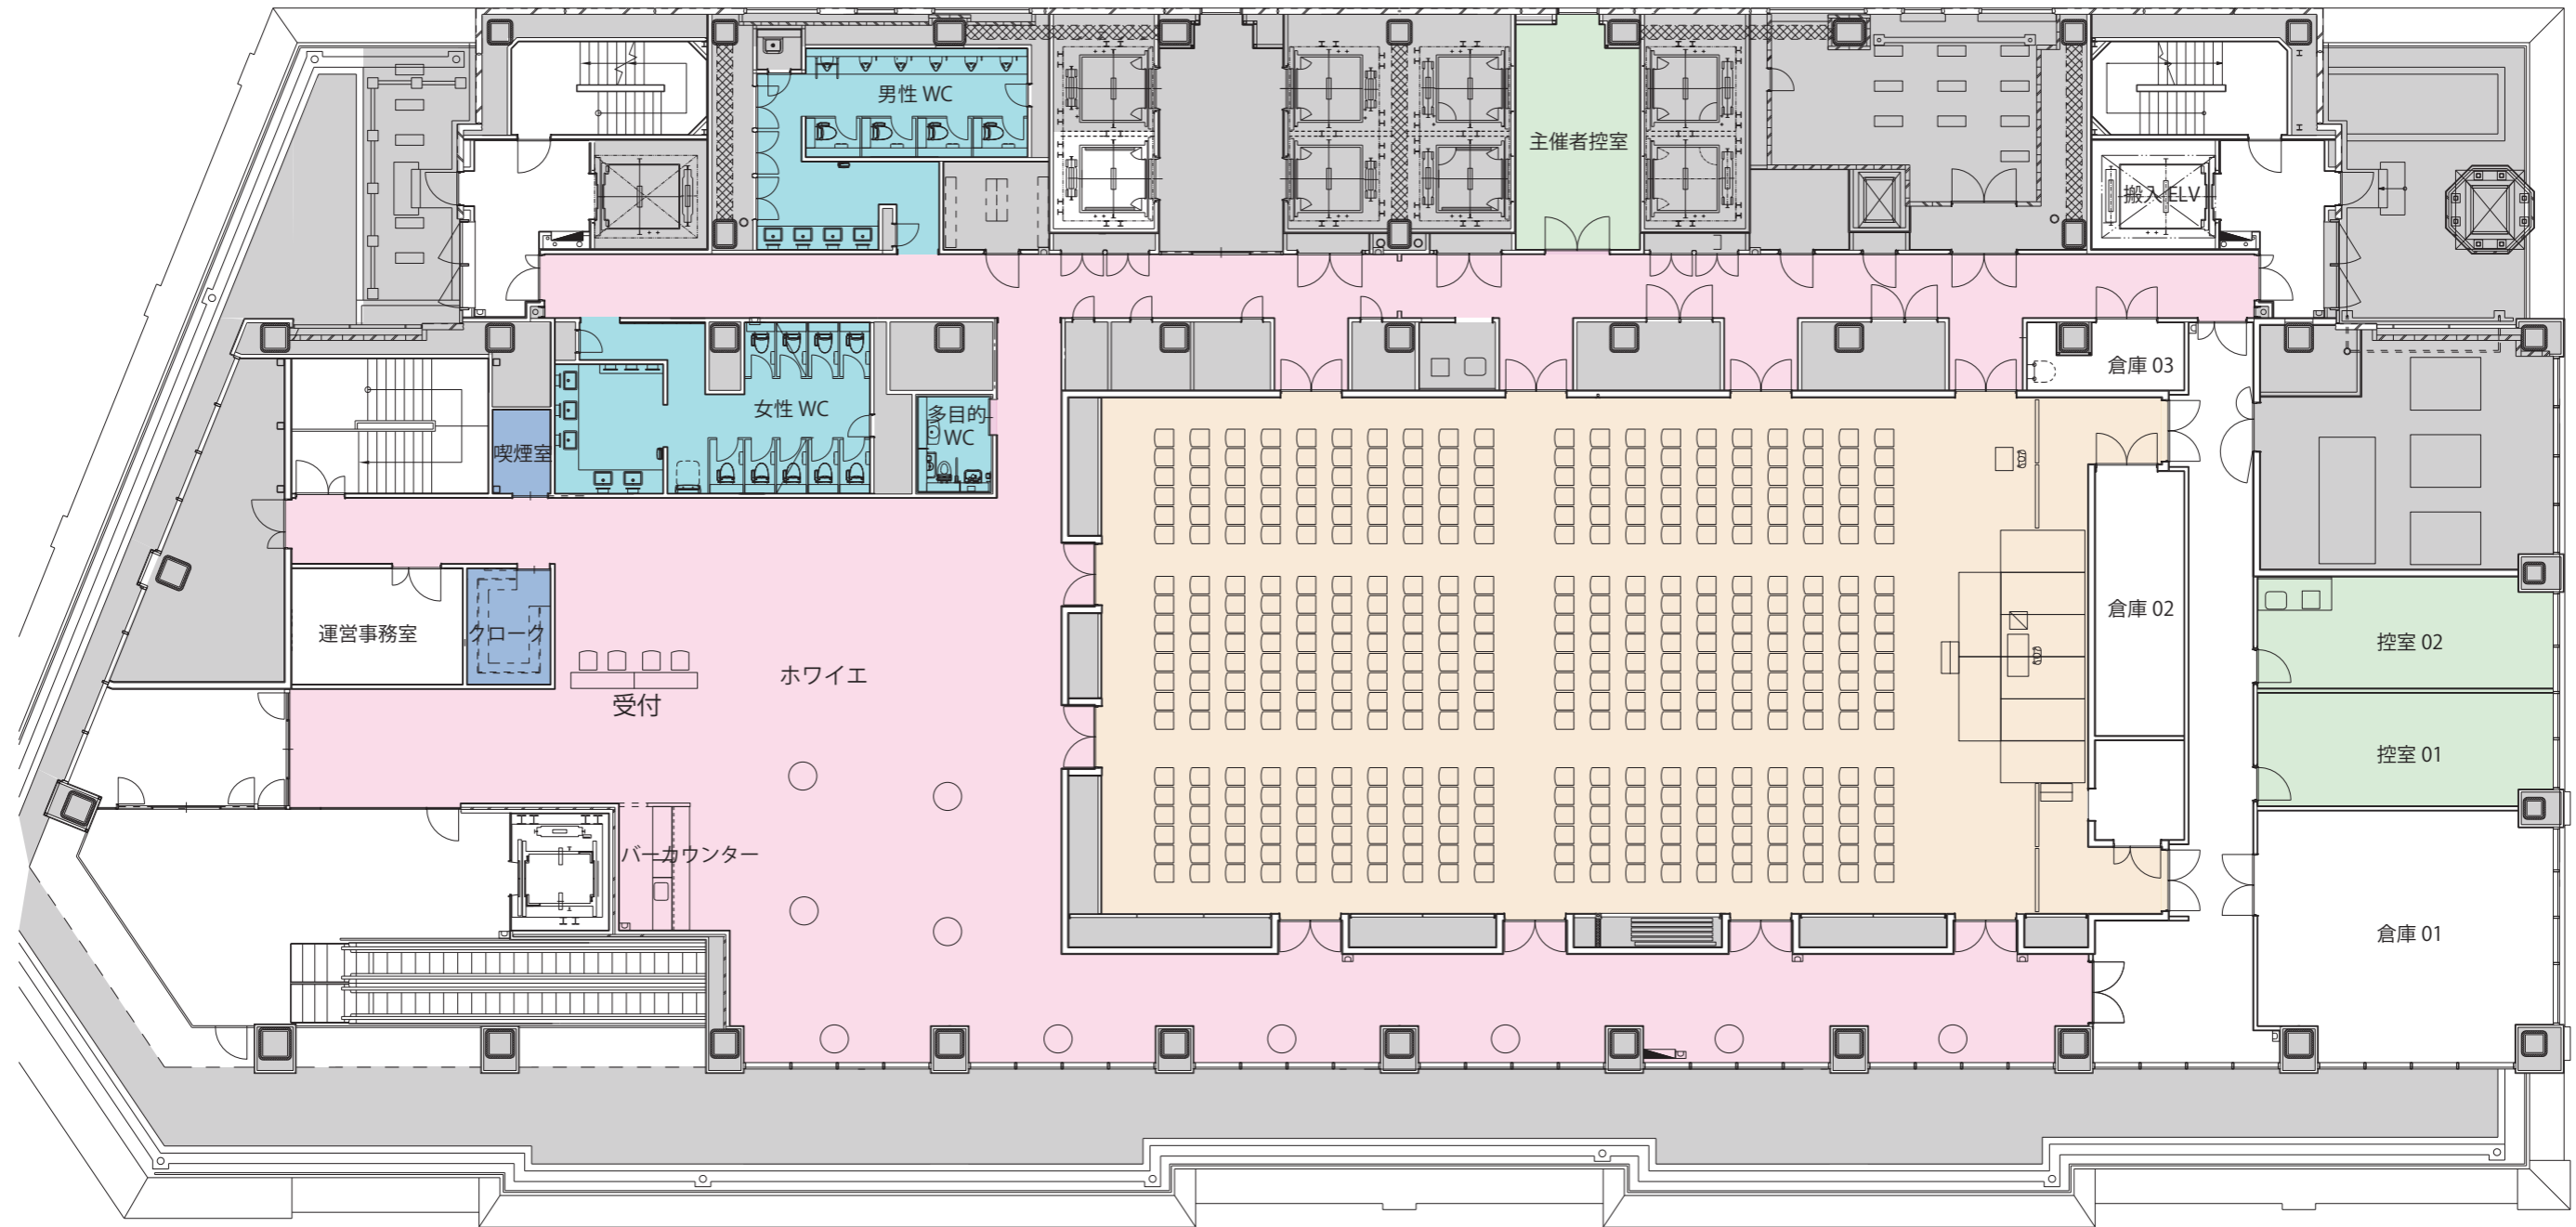 男性 WC
主催者控室
搬入 ELV
倉庫 03
女性 WC
多目的
WC
喫煙室
倉庫 02
運営事務室
クローク
控室 02
ホワイエ
受付
控室 01
バーカウンター
倉庫 01